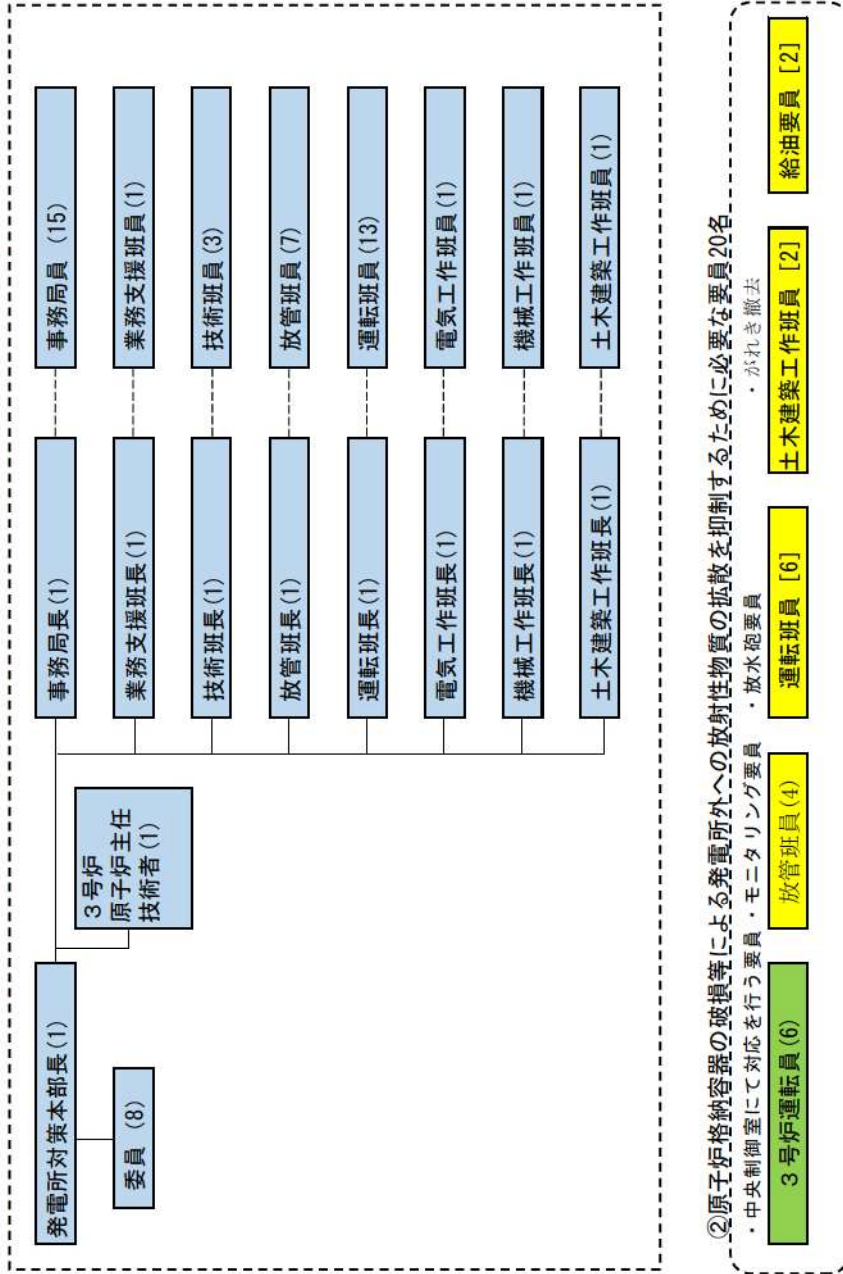 発電所対策本部長(1)
委員 (8)
3号炉
原子炉主任
技術者(1)
事務局長(1)
事務局員 (15)
業務支援班長(1)
業務支援班員(1)
技術班長(1)
技術班員(3)
放管班長(1)
放管班員(7)
運転班長(1)
運転班員(13)
電気工作班長(1)
電気工作班員(1)
機械工作班長(1)
機械工作班員(1)
土木建築工作班長(1)
土木建築工作班員(1)
②原子炉格納容器の破損等による発電所外への放射性物質の拡散を抑制するために必要な要員20名
・中央制御室にて対応を行う要員
3号炉運転員(6)
・モニタリング要員
放管班員(4)
・放水砲要員
運転班員 [6]
・がれき撤去
土木建築工作班員 [2]
給油要員 [2]